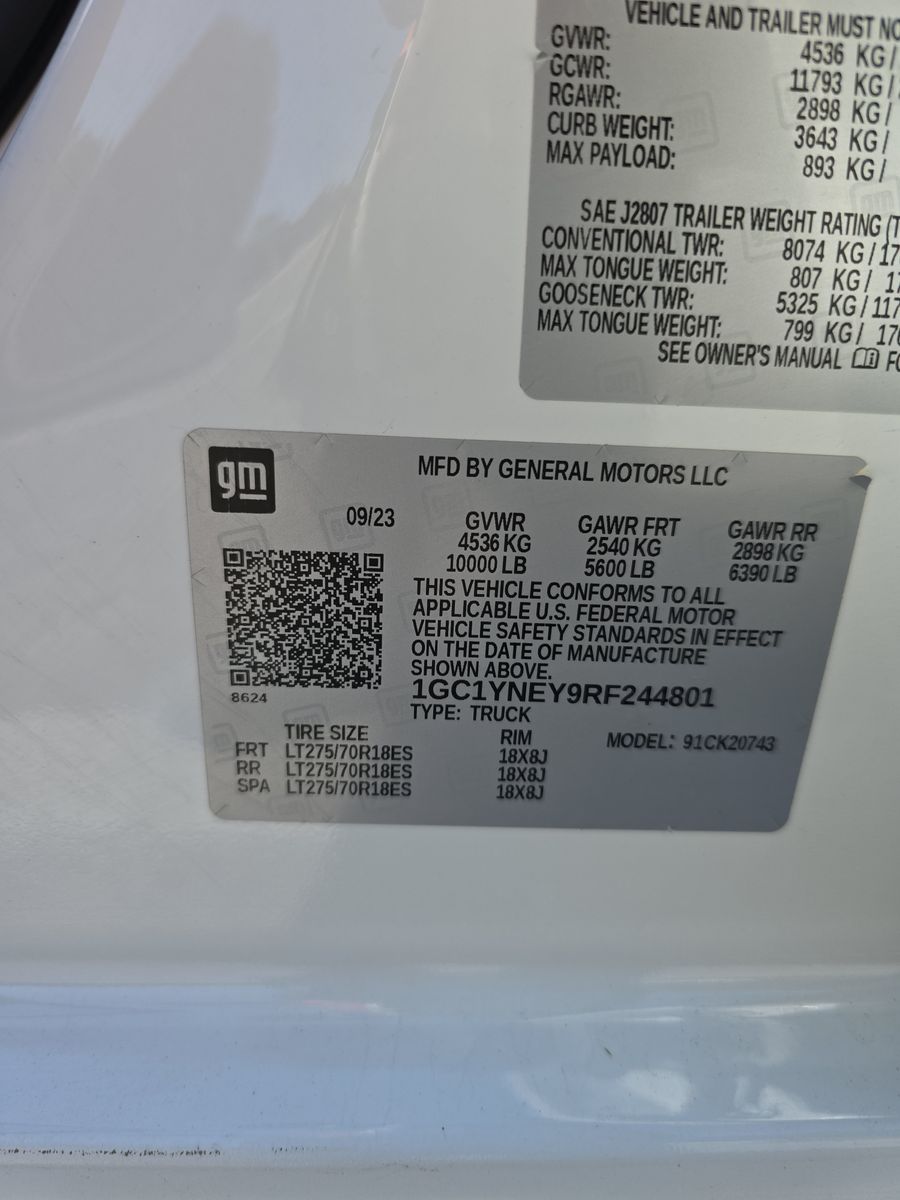 VEHICLE AND TRAILER MUST NO
GVWR: 4536 KG /
GCWR: 11793 KG /
RGAWR: 2898 KG /
CURB WEIGHT: 3643 KG /
MAX PAYLOAD: 893 KG /
SAE J2807 TRAILER WEIGHT RATING (T
CONVENTIONAL TWR: 8074 KG / 17
MAX TONGUE WEIGHT: 807 KG / 17
GOOSENECK TWR: 5325 KG / 117
MAX TONGUE WEIGHT: 799 KG / 176
SEE OWNER'S MANUAL FO
gm
MFD BY GENERAL MOTORS LLC
09/23 GVWR GAWR FRT GAWR RR
4536 KG 2540 KG 2898 KG
10000 LB 5600 LB 6390 LB
THIS VEHICLE CONFORMS TO ALL
APPLICABLE U.S. FEDERAL MOTOR
VEHICLE SAFETY STANDARDS IN EFFECT
ON THE DATE OF MANUFACTURE
SHOWN ABOVE.
8624
1GC1YNEY9RF244801
TYPE: TRUCK
TIRE SIZE RIM MODEL: 91CK20743
FRT LT275/70R18ES 18X8J
RR LT275/70R18ES 18X8J
SPA LT275/70R18ES 18X8J